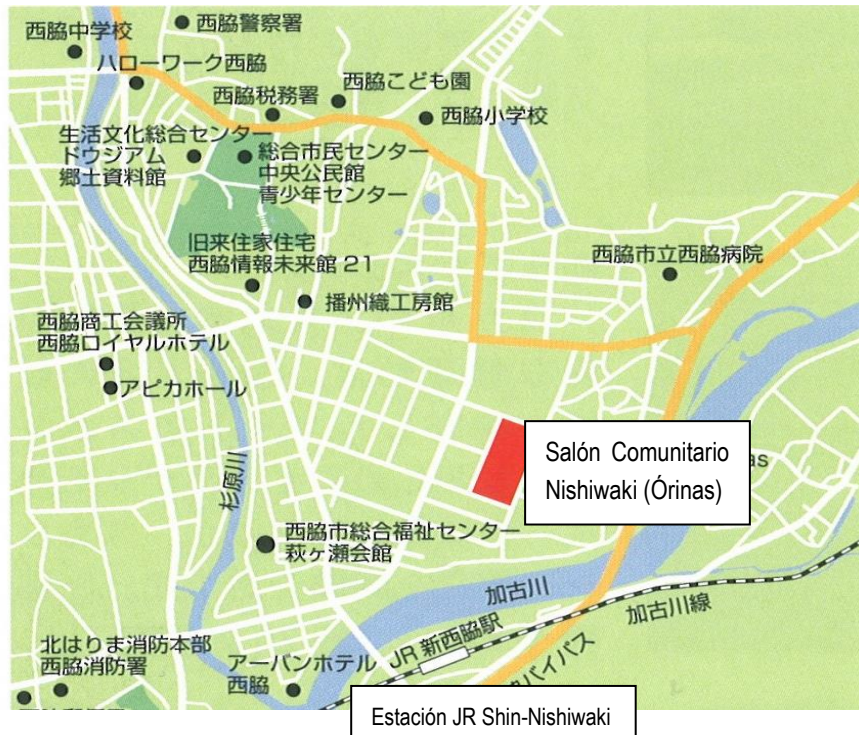 西脇警察署
西脇中学校
ハローワーク西脇
西脇こども園
西脇税務署
西脇小学校
生活文化総合センター
ドウジアム
郷土資料館
総合市民センター
中央公民館
青少年センター
旧来住家住宅
西脇情報未来館 21
西脇市立西脇病院
播州織工房館
西脇商工会議所
西脇ロイヤルホテル
アピカホール
Salón Comunitario
Nishiwaki (Órinas)
as
杉原川
西脇市総合福祉センター
萩ヶ瀬会館
加古川
加古川線
JR 新西脇駅
バイパス
北はりま消防本部
西脇消防署
アーバンホテル
西脇
Estación JR Shin-Nishiwaki